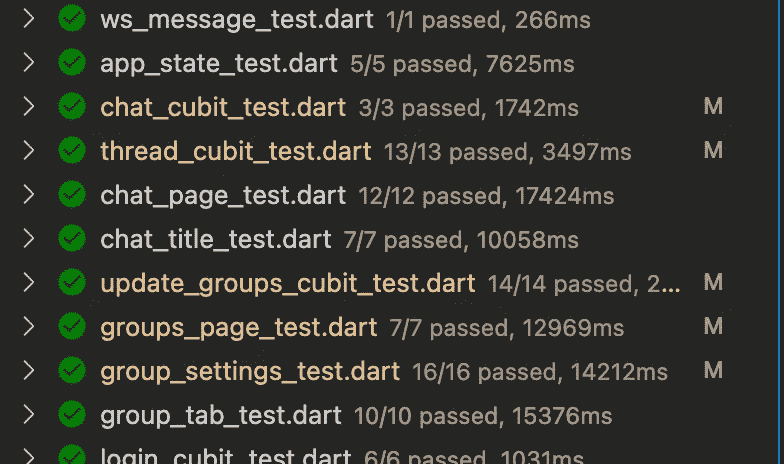 ws_message_test.dart 1/1 passed, 266ms
app_state_test.dart 5/5 passed, 7625ms
chat_cubit_test.dart 3/3 passed, 1742ms M
thread_cubit_test.dart 13/13 passed, 3497ms M
chat_page_test.dart 12/12 passed, 17424ms
chat_title_test.dart 7/7 passed, 10058ms
update_groups_cubit_test.dart 14/14 passed, 2... M
groups_page_test.dart 7/7 passed, 12969ms M
group_settings_test.dart 16/16 passed, 14212ms M
group_tab_test.dart 10/10 passed, 15376ms
login_cubit_test.dart 6/6 passed, 1031ms